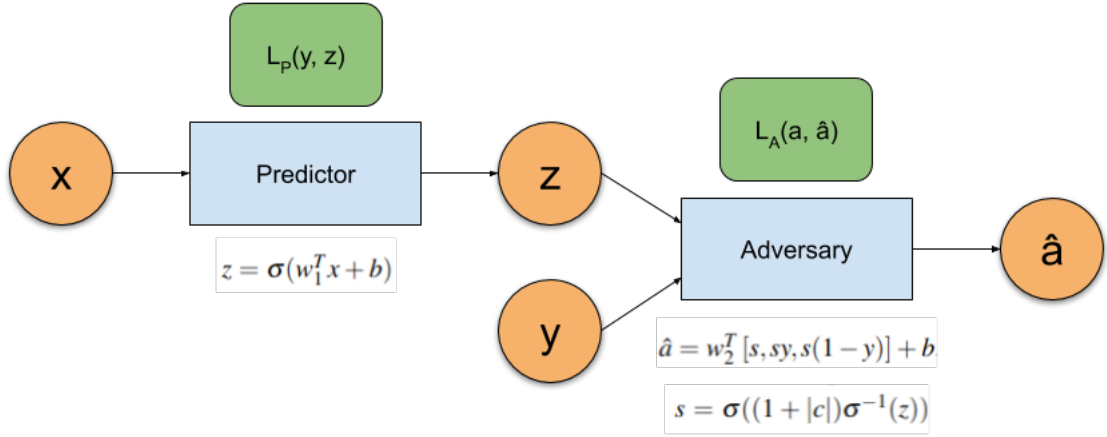 L_P(y, z)
L_A(a, â)
x
Predictor
z
Adversary
â
z = σ(w_1^T x + b)
y
â = w_2^T [s, sy, s(1 − y)] + b
s = σ((1 + |c|)σ^{−1}(z))